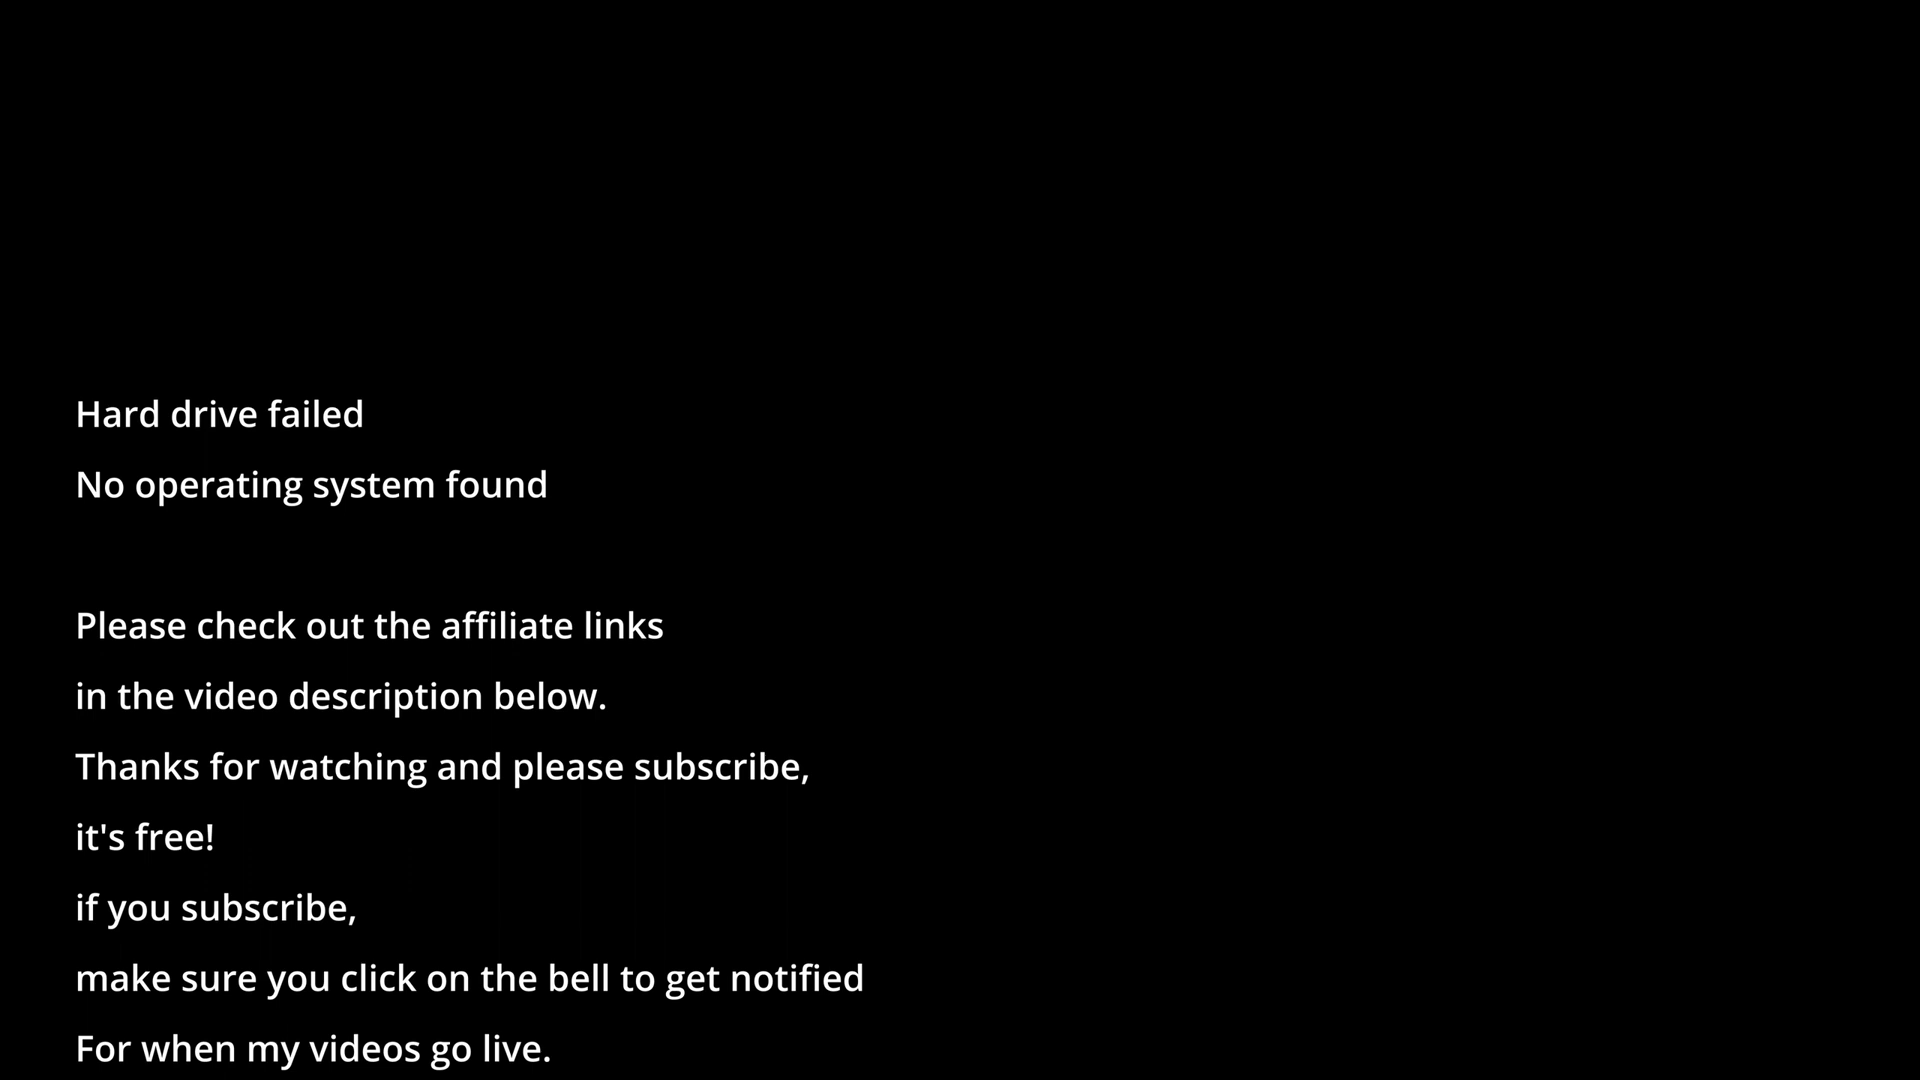 Hard drive failed
No operating system found
Please check out the affiliate links
in the video description below.
Thanks for watching and please subscribe,
it's free!
if you subscribe,
make sure you click on the bell to get notified
For when my videos go live.